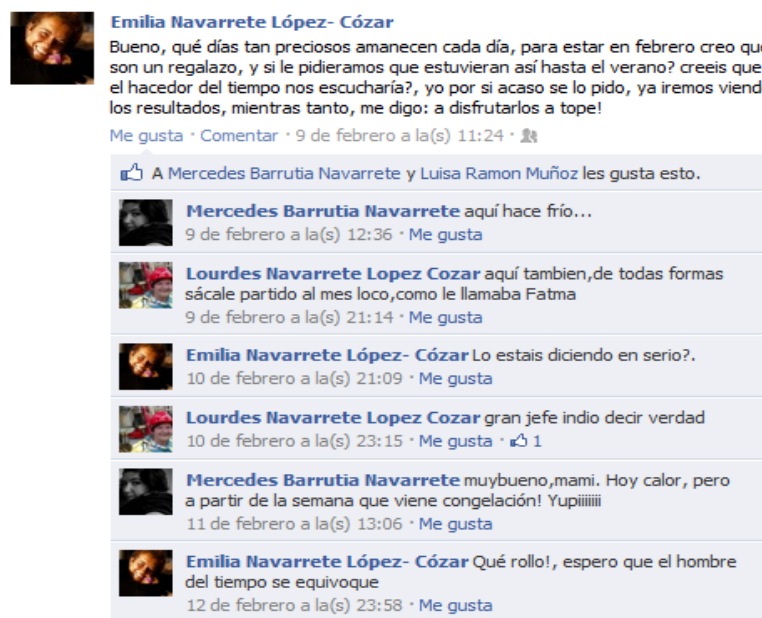 Emilia Navarrete López- Cózar
Bueno, qué días tan preciosos amanecen cada día, para estar en febrero creo que
son un regalazo, y si le pidieramos que estuvieran así hasta el verano? creeis que
el hacedor del tiempo nos escucharía?, yo por si acaso se lo pido, ya iremos viend
los resultados, mientras tanto, me digo: a disfrutarlos a tope!
Me gusta · Comentar · 9 de febrero a la(s) 11:24 ·
A Mercedes Barrutia Navarrete y Luisa Ramon Muñoz les gusta esto.
Mercedes Barrutia Navarrete aquí hace frío...
9 de febrero a la(s) 12:36 · Me gusta
Lourdes Navarrete Lopez Cozar aquí tambien,de todas formas
sácale partido al mes loco,como le llamaba Fatma
9 de febrero a la(s) 21:14 · Me gusta
Emilia Navarrete López- Cózar Lo estais diciendo en serio?.
10 de febrero a la(s) 21:09 · Me gusta
Lourdes Navarrete Lopez Cozar gran jefe indio decir verdad
10 de febrero a la(s) 23:15 · Me gusta · 1
Mercedes Barrutia Navarrete muybueno,mami. Hoy calor, pero
a partir de la semana que viene congelación! Yupiiiiiii
11 de febrero a la(s) 13:06 · Me gusta
Emilia Navarrete López- Cózar Qué rollo!, espero que el hombre
del tiempo se equivoque
12 de febrero a la(s) 23:58 · Me gusta